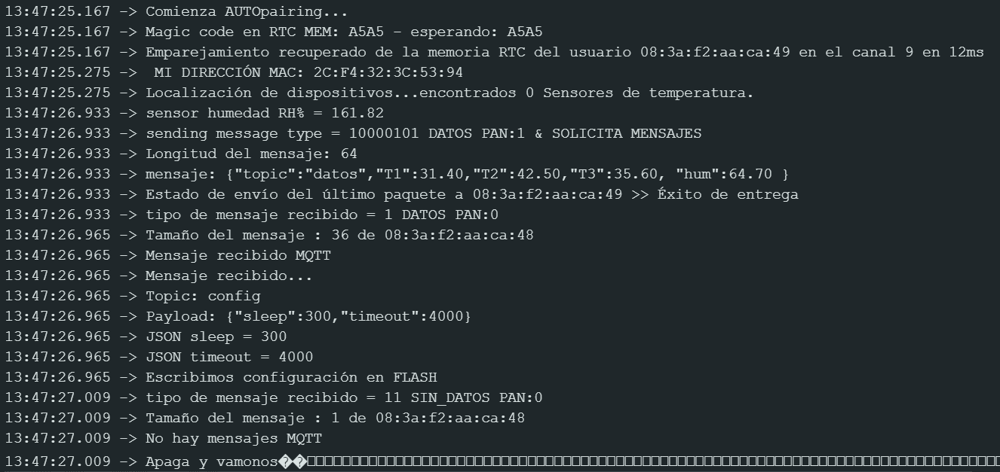 13:47:25.167 -> Comienza AUTOpairing...
13:47:25.167 -> Magic code en RTC MEM: A5A5 - esperando: A5A5
13:47:25.167 -> Emparejamiento recuperado de la memoria RTC del usuario 08:3a:f2:aa:ca:49 en el canal 9 en 12ms
13:47:25.275 ->  MI DIRECCIÓN MAC: 2C:F4:32:3C:53:94
13:47:25.275 -> Localización de dispositivos...encontrados 0 Sensores de temperatura.
13:47:26.933 -> sensor humedad RH% = 161.82
13:47:26.933 -> sending message type = 10000101 DATOS PAN:1 & SOLICITA MENSAJES
13:47:26.933 -> Longitud del mensaje: 64
13:47:26.933 -> mensaje: {"topic":"datos","T1":31.40,"T2":42.50,"T3":35.60, "hum":64.70 }
13:47:26.933 -> Estado de envío del último paquete a 08:3a:f2:aa:ca:49 >> Éxito de entrega
13:47:26.933 -> tipo de mensaje recibido = 1 DATOS PAN:0
13:47:26.965 -> Tamaño del mensaje : 36 de 08:3a:f2:aa:ca:48
13:47:26.965 -> Mensaje recibido MQTT
13:47:26.965 -> Mensaje recibido...
13:47:26.965 -> Topic: config
13:47:26.965 -> Payload: {"sleep":300,"timeout":4000}
13:47:26.965 -> JSON sleep = 300
13:47:26.965 -> JSON timeout = 4000
13:47:26.965 -> Escribimos configuración en FLASH
13:47:27.009 -> tipo de mensaje recibido = 11 SIN_DATOS PAN:0
13:47:27.009 -> Tamaño del mensaje : 1 de 08:3a:f2:aa:ca:48
13:47:27.009 -> No hay mensajes MQTT
13:47:27.009 -> Apaga y vamonos